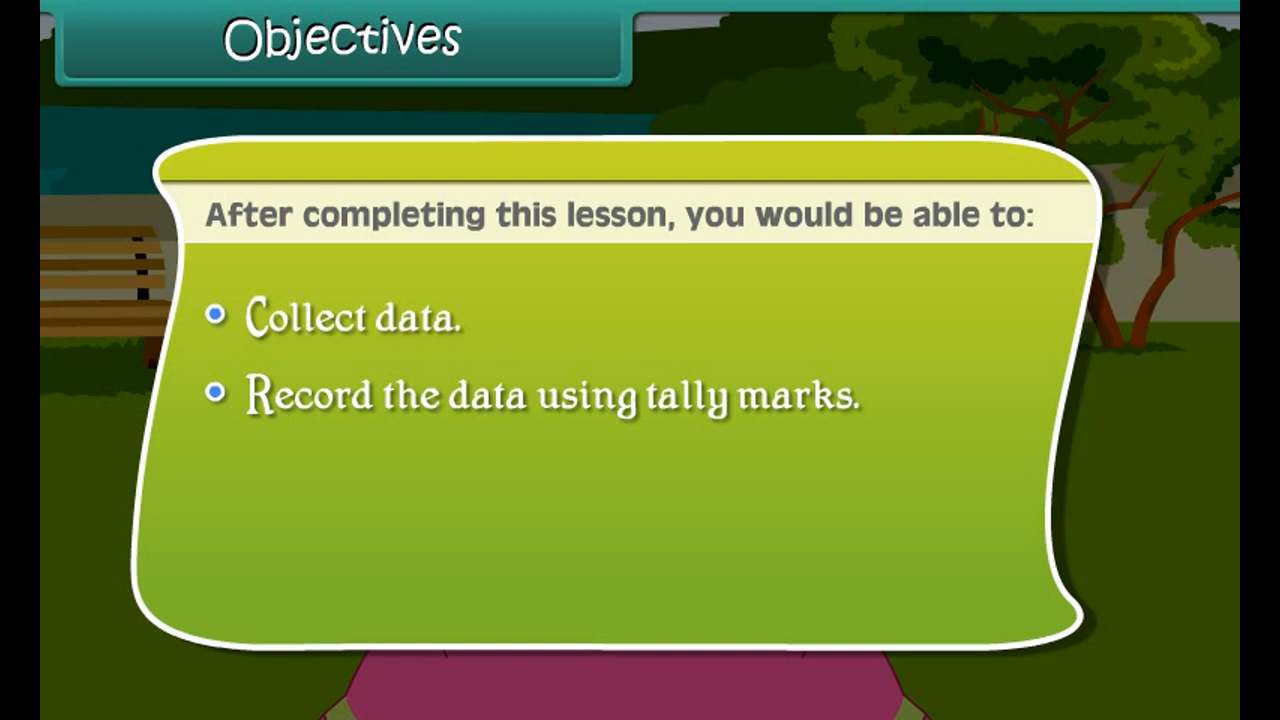 Objectives
After completing this lesson, you would be able to:
Collect data.
Record the data using tally marks.